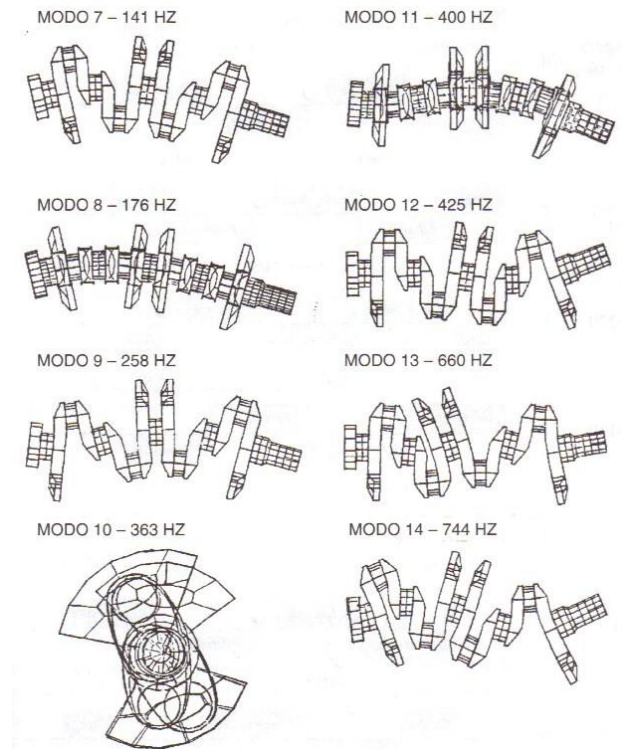 MODO 7 – 141 HZ
MODO 11 – 400 HZ
MODO 8 – 176 HZ
MODO 12 – 425 HZ
MODO 9 – 258 HZ
MODO 13 – 660 HZ
MODO 10 – 363 HZ
MODO 14 – 744 HZ